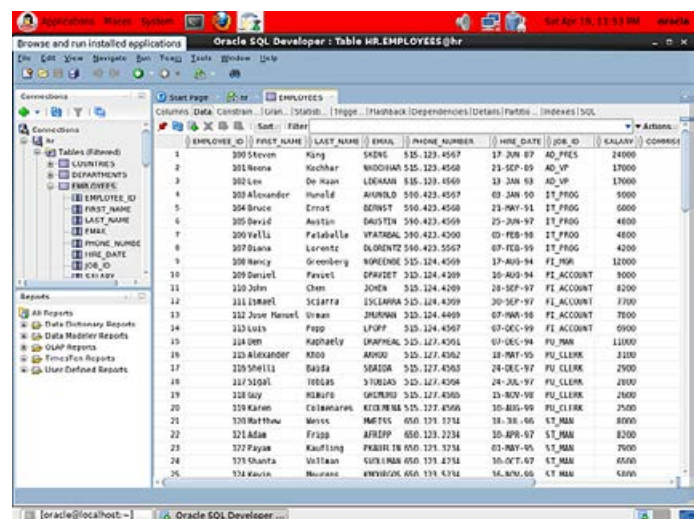 Applications Places System Sat Apr 19, 11:53 PM oracle
Browse and run installed applications
Oracle SQL Developer : Table HR.EMPLOYEES@hr
File Edit View Navigate Run Team Tools Window Help
Connections
Connections
hr
Tables (Filtered)
COUNTRIES
DEPARTMENTS
EMPLOYEES
EMPLOYEE_ID
FIRST_NAME
LAST_NAME
EMAIL
PHONE_NUMBE
HIRE_DATE
JOB_ID
SALARY
Reports
All Reports
Data Dictionary Reports
Data Modeler Reports
OLAP Reports
TimesTen Reports
User Defined Reports
Start Page hr EMPLOYEES
Columns Data Constrain... Gran... Statisti... Trigge... Flashback Dependencies Details Partitio... Indexes SQL
Sort.. Filter: Actions...
EMPLOYEE_ID FIRST_NAME LAST_NAME EMAIL PHONE_NUMBER HIRE_DATE JOB_ID SALARY COMMISS
1 100 Steven King SKING 515.123.4567 17-JUN-87 AD_PRES 24000
2 101 Neena Kochhar NKOCHHAR 515.123.4568 21-SEP-89 AD_VP 17000
3 102 Lex De Haan LDEHAAN 515.123.4569 13-JAN-93 AD_VP 17000
4 103 Alexander Hunold AHUNOLD 590.423.4567 03-JAN-90 IT_PROG 9000
5 104 Bruce Ernst BERNST 590.423.4568 21-MAY-91 IT_PROG 6000
6 105 David Austin DAUSTIN 590.423.4569 25-JUN-97 IT_PROG 4800
7 106 Valli Pataballa VPATABAL 590.423.4560 05-FEB-98 IT_PROG 4800
8 107 Diana Lorentz DLORENTZ 590.423.5567 07-FEB-99 IT_PROG 4200
9 108 Nancy Greenberg NGREENBE 515.124.4569 17-AUG-94 FI_MGR 12000
10 109 Daniel Faviet DFAVIET 515.124.4169 16-AUG-94 FI_ACCOUNT 9000
11 110 John Chen JCHEN 515.124.4269 28-SEP-97 FI_ACCOUNT 8200
12 111 Ismael Sciarra ISCIARRA 515.124.4369 30-SEP-97 FI_ACCOUNT 7700
13 112 Jose Manuel Urman JMURMAN 515.124.4469 07-MAR-98 FI_ACCOUNT 7800
14 113 Luis Popp LPOPP 515.124.4567 07-DEC-99 FI_ACCOUNT 6900
15 114 Den Raphaely DRAPHEAL 515.127.4561 07-DEC-94 PU_MAN 11000
16 115 Alexander Khoo AKHOO 515.127.4562 18-MAY-95 PU_CLERK 3100
17 116 Shelli Baida SBAIDA 515.127.4563 24-DEC-97 PU_CLERK 2900
18 117 Sigal Tobias STOBIAS 515.127.4564 24-JUL-97 PU_CLERK 2800
19 118 Guy Himuro GHIMURO 515.127.4565 15-NOV-98 PU_CLERK 2600
20 119 Karen Colmenares KCOLMENA 515.127.4566 10-AUG-99 PU_CLERK 2500
21 120 Matthew Weiss MWEISS 650.123.1234 18-JUL-96 ST_MAN 8000
22 121 Adam Fripp AFRIPP 650.123.2234 10-APR-97 ST_MAN 8200
23 122 Payam Kaufling PKAUFLIN 650.123.3234 01-MAY-95 ST_MAN 7900
24 123 Shanta Vollman SVOLLMAN 650.123.4234 10-OCT-97 ST_MAN 6500
25 124 Kevin Mourgos KMOURGOS 650.123.5234 16-NOV-99 ST_MAN 5800
[oracle@localhost:~] Oracle SQL Developer ...